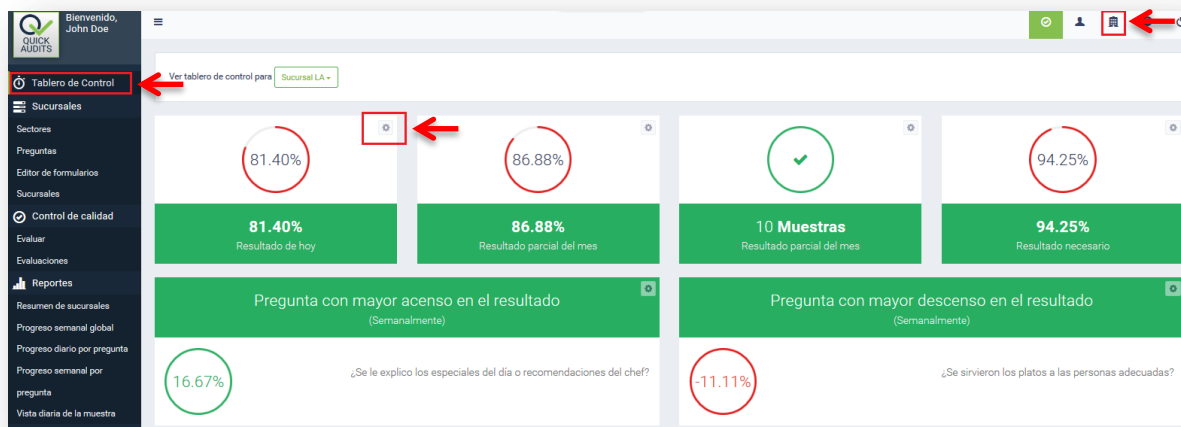 Bienvenido,
John Doe
QUICK
AUDITS
Tablero de Control
Sucursales
Sectores
Preguntas
Editor de formularios
Sucursales
Control de calidad
Evaluar
Evaluaciones
Reportes
Resumen de sucursales
Progreso semanal global
Progreso diario por pregunta
Progreso semanal por
pregunta
Vista diaria de la muestra
Ver tablero de control para Sucursal LA
81.40%
81.40%
Resultado de hoy
86.88%
86.88%
Resultado parcial del mes
10 Muestras
Resultado parcial del mes
94.25%
94.25%
Resultado necesario
Pregunta con mayor acenso en el resultado
(Semanalmente)
16.67%
¿Se le explico los especiales del día o recomendaciones del chef?
Pregunta con mayor descenso en el resultado
(Semanalmente)
-11.11%
¿Se sirvieron los platos a las personas adecuadas?